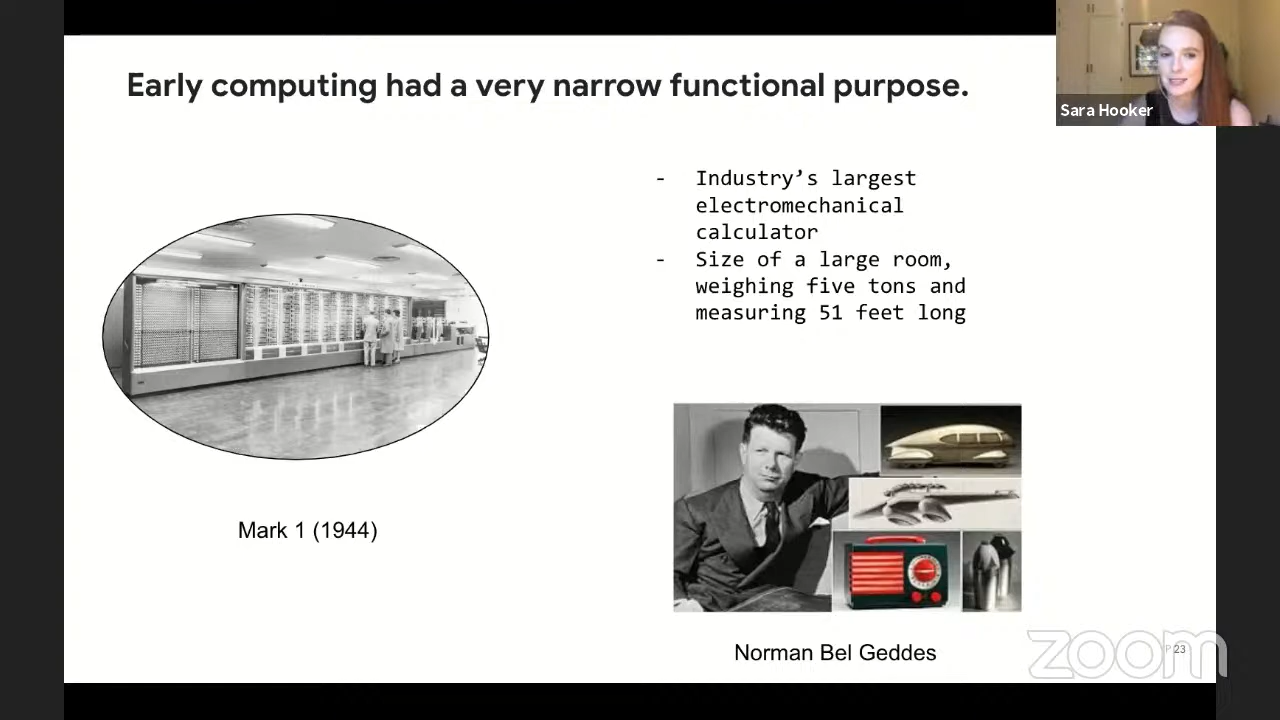 Early computing had a very narrow functional purpose.
Sara Hooker
- Industry's largest
electromechanical
calculator
- Size of a large room,
weighing five tons and
measuring 51 feet long
Mark 1 (1944)
Norman Bel Geddes
zoom
23